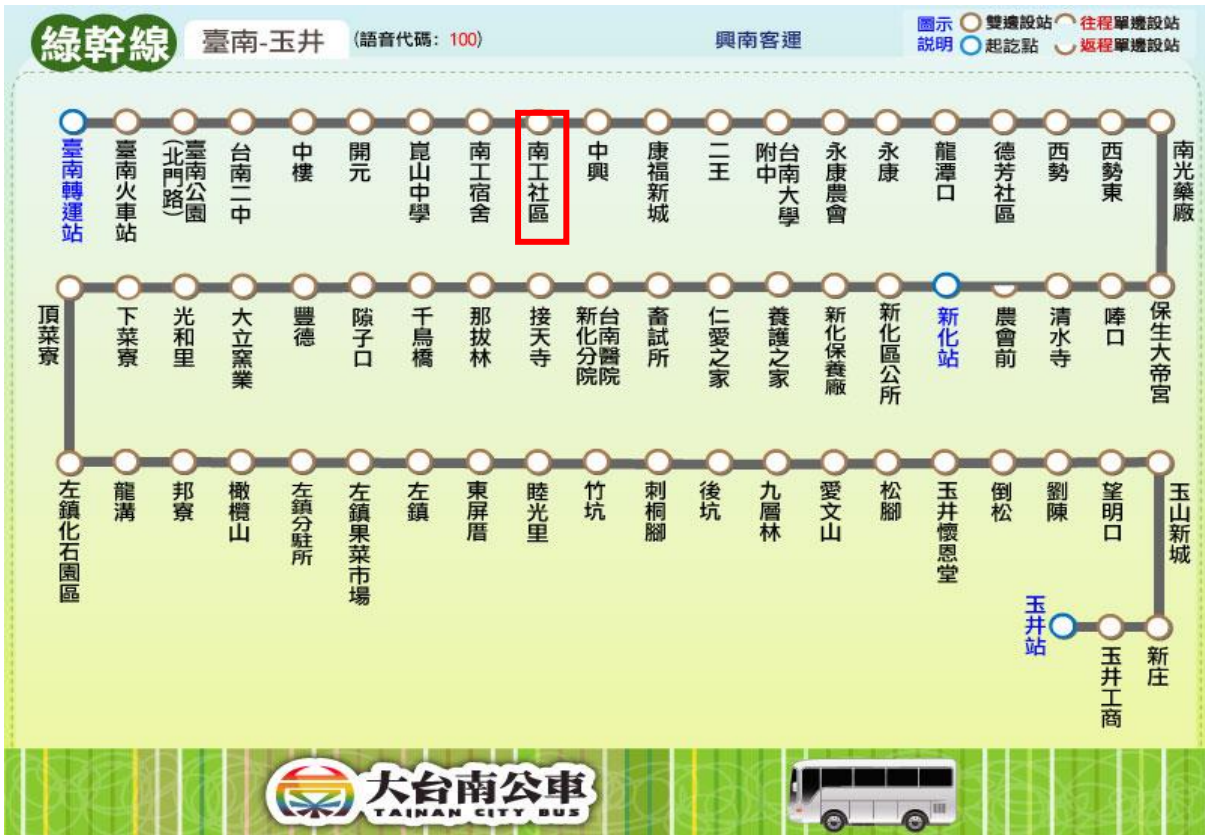 綠幹線
臺南-玉井
(語音代碼：100)
興南客運
圖示 雙邊設站 往程單邊設站
說明 起訖點 返程單邊設站
臺南轉運站
臺南火車站
臺南公園
(北門路)
台南二中
中樓
開元
崑山中學
南工宿舍
南工社區
中興
康福新城
二王
台南大學
附中
永康農會
永康
龍潭口
德芳社區
西勢
西勢東
南光藥廠
頂菜寮
下菜寮
光和里
大立窯業
豐德
隙子口
千鳥橋
那拔林
接天寺
台南醫院
新化分院
畜試所
仁愛之家
養護之家
新化保養廠
新化區公所
新化站
農會前
清水寺
唪口
保生大帝宮
左鎮化石園區
龍溝
邦寮
橄欖山
左鎮分駐所
左鎮果菜市場
左鎮
東屏厝
睦光里
竹坑
刺桐腳
後坑
九層林
愛文山
松腳
玉井懷恩堂
倒松
劉陳
望明口
玉山新城
玉井站
玉井工商
新庄
大台南公車
TAINAN CITY BUS